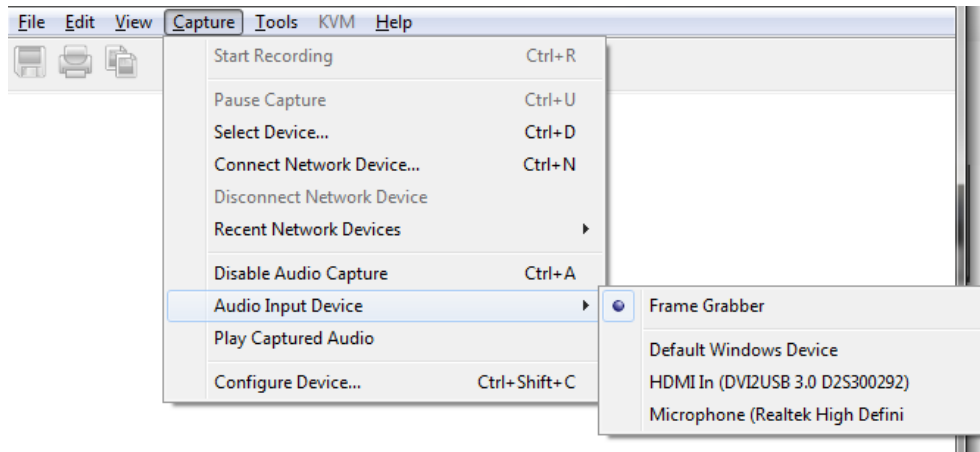 File Edit View Capture Tools KVM Help
Start Recording Ctrl+R
Pause Capture Ctrl+U
Select Device... Ctrl+D
Connect Network Device... Ctrl+N
Disconnect Network Device
Recent Network Devices
Disable Audio Capture Ctrl+A
Audio Input Device
Play Captured Audio
Configure Device... Ctrl+Shift+C
Frame Grabber
Default Windows Device
HDMI In (DVI2USB 3.0 D2S300292)
Microphone (Realtek High Defini